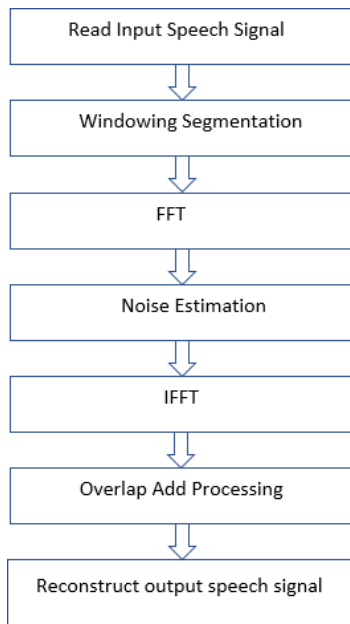 Read Input Speech Signal
Windowing Segmentation
FFT
Noise Estimation
IFFT
Overlap Add Processing
Reconstruct output speech signal